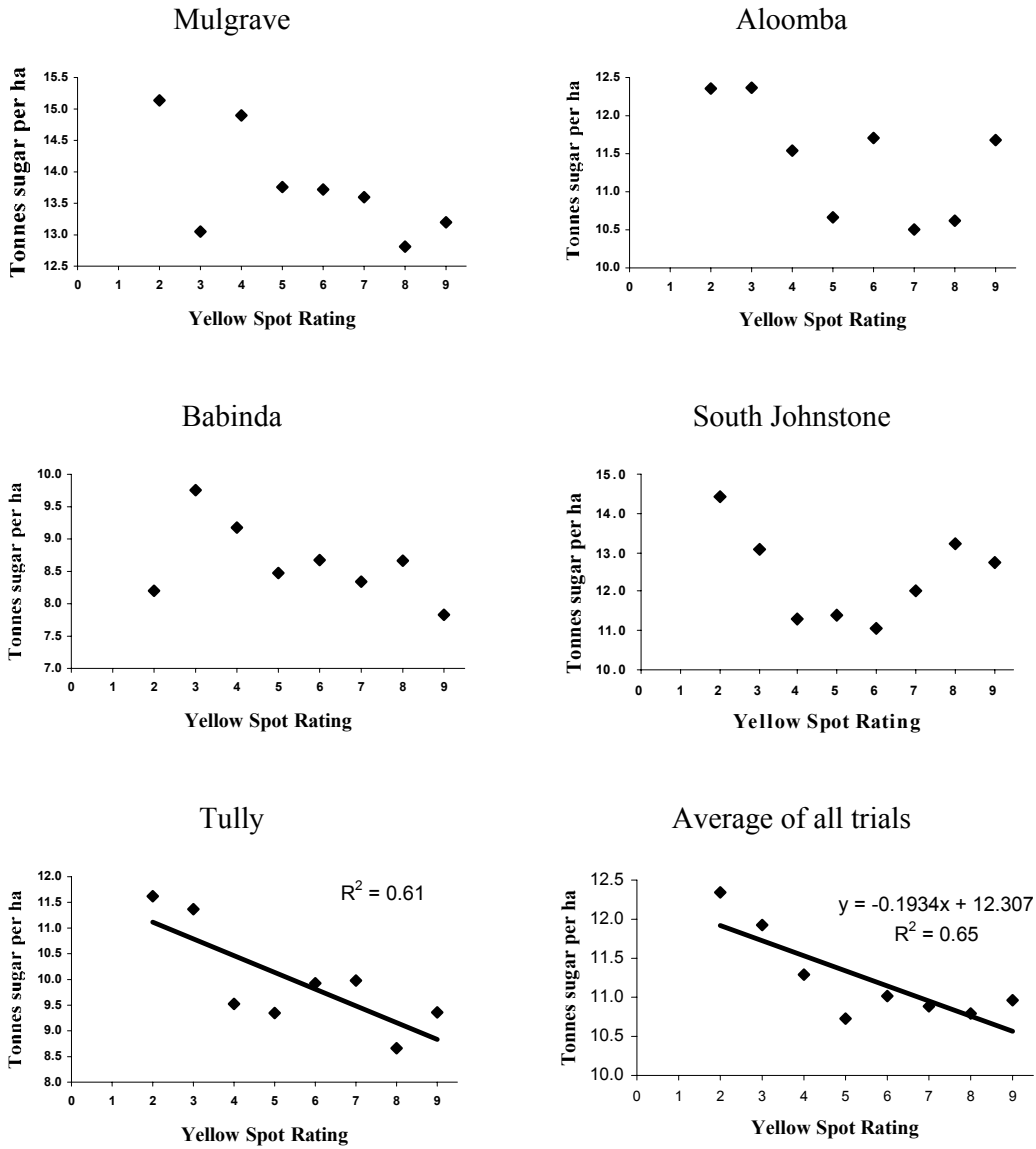 Mulgrave
Tonnes sugar per ha
15.5
15.0
14.5
14.0
13.5
13.0
12.5
0 1 2 3 4 5 6 7 8 9
Yellow Spot Rating
Aloomba
Tonnes sugar per ha
12.5
12.0
11.5
11.0
10.5
10.0
0 1 2 3 4 5 6 7 8 9
Yellow Spot Rating
Babinda
Tonnes sugar per ha
10.0
9.5
9.0
8.5
8.0
7.5
7.0
0 1 2 3 4 5 6 7 8 9
Yellow Spot Rating
South Johnstone
Tonnes sugar per ha
15.0
14.0
13.0
12.0
11.0
10.0
0 1 2 3 4 5 6 7 8 9
Yellow Spot Rating
Tully
Tonnes sugar per ha
12.0
11.5
11.0
10.5
10.0
9.5
9.0
8.5
8.0
R² = 0.61
0 1 2 3 4 5 6 7 8 9
Yellow Spot Rating
Average of all trials
Tonnes sugar per ha
12.5
12.0
11.5
11.0
10.5
10.0
y = -0.1934x + 12.307
R² = 0.65
0 1 2 3 4 5 6 7 8 9
Yellow Spot Rating